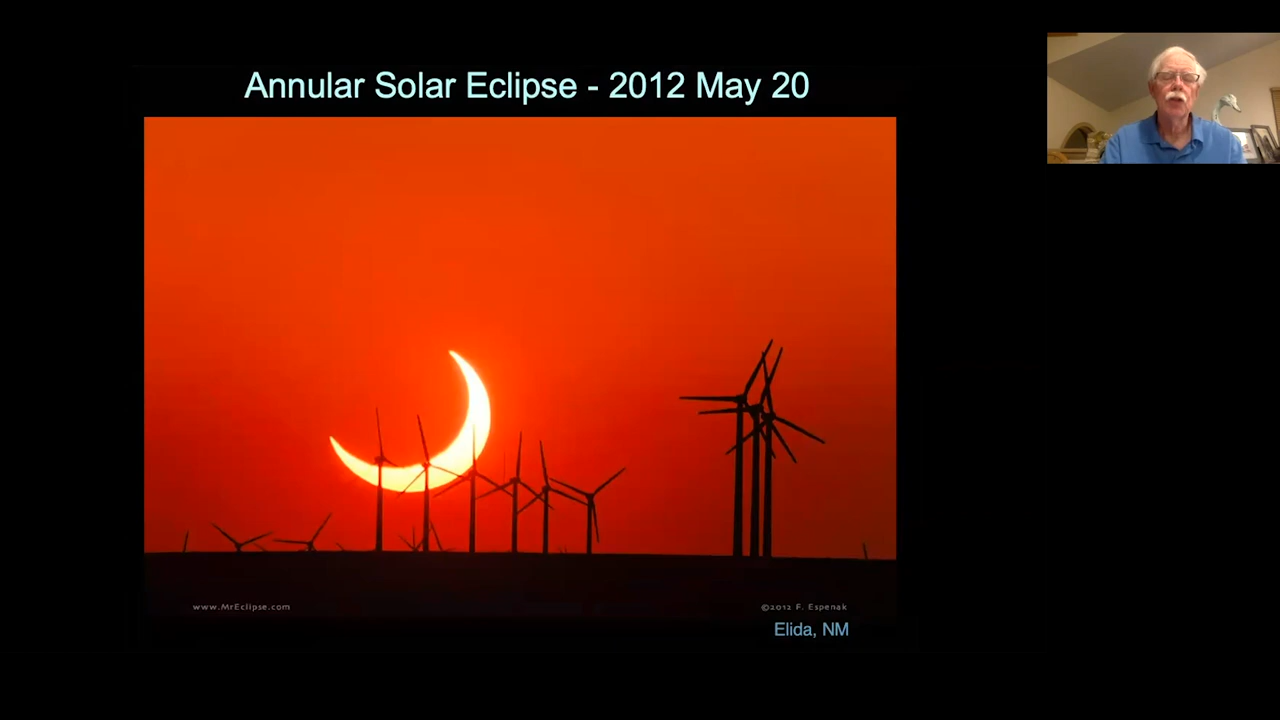 Annular Solar Eclipse - 2012 May 20
www.MrEclipse.com
©2012 F. Espenak
Elida, NM